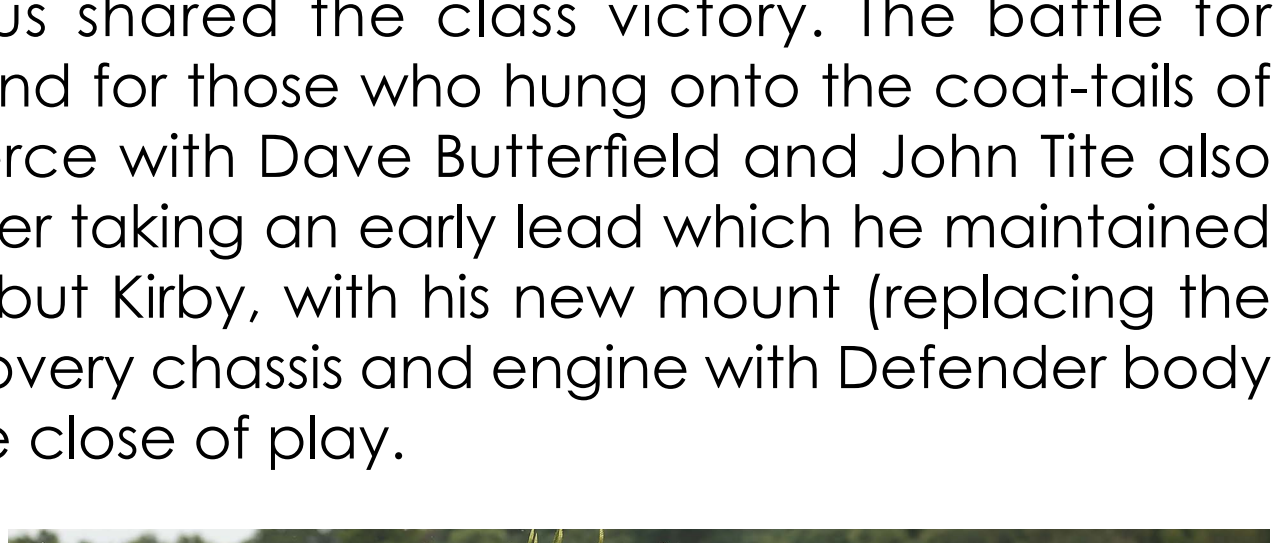 us shared the class victory. The battle for
nd for those who hung onto the coat-tails of
rce with Dave Butterfield and John Tite also
er taking an early lead which he maintained
but Kirby, with his new mount (replacing the
overy chassis and engine with Defender body
e close of play.